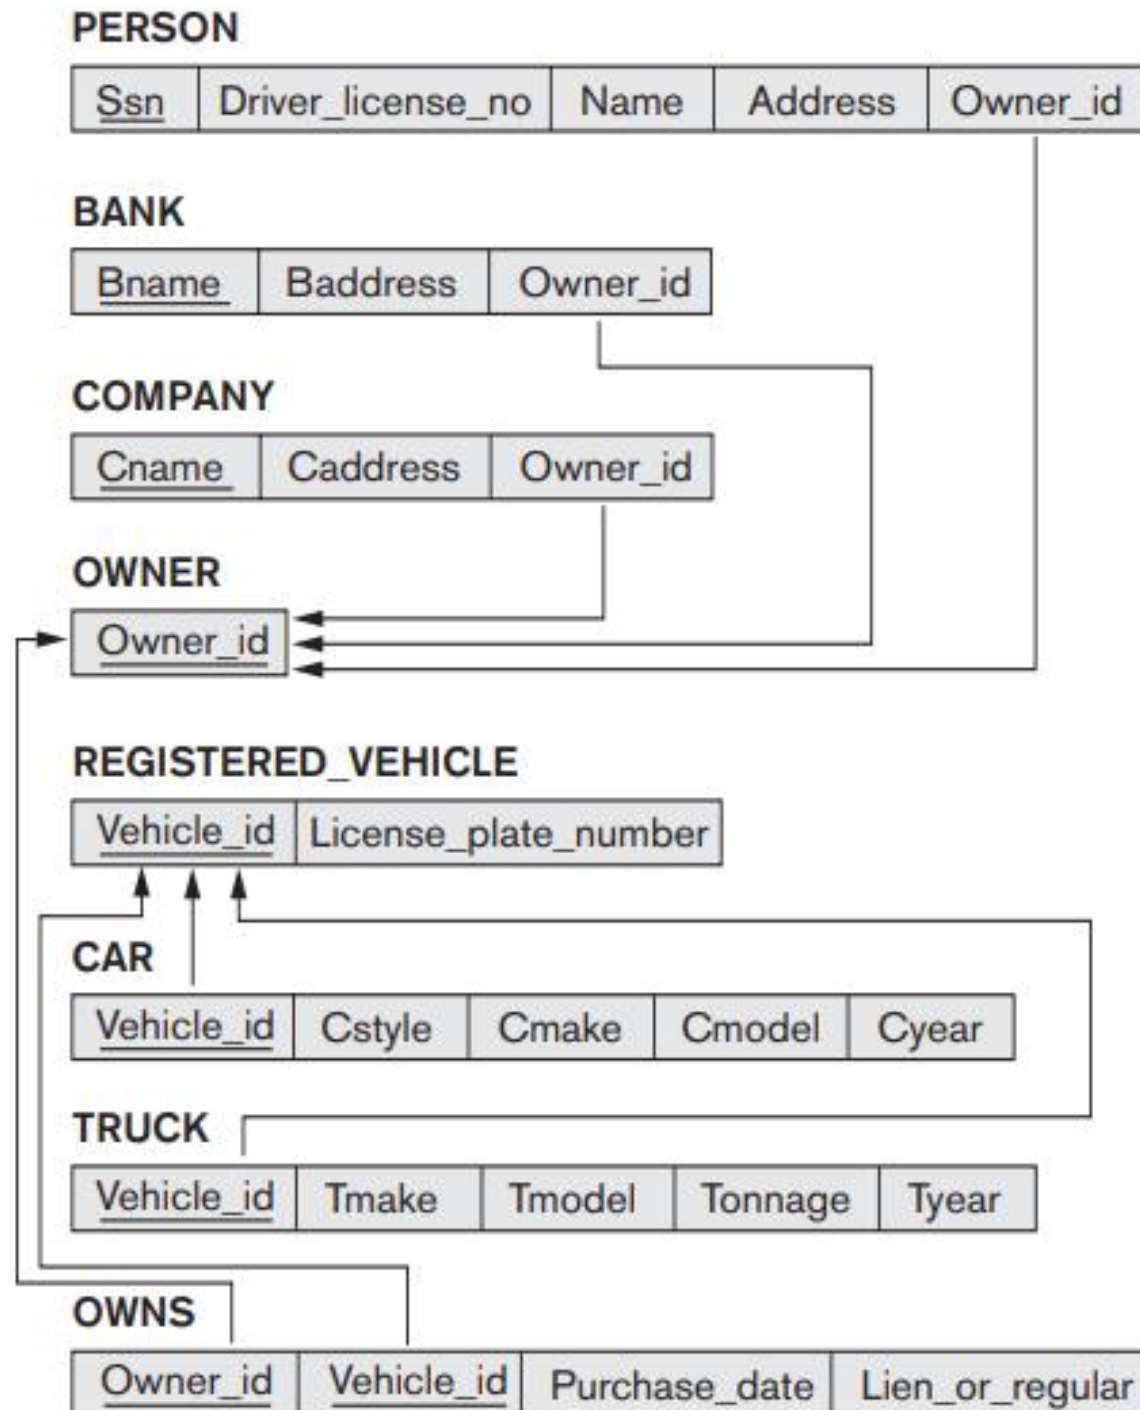 PERSON
Ssn Driver_license_no Name Address Owner_id
BANK
Bname Baddress Owner_id
COMPANY
Cname Caddress Owner_id
OWNER
Owner_id
REGISTERED_VEHICLE
Vehicle_id License_plate_number
CAR
Vehicle_id Cstyle Cmake Cmodel Cyear
TRUCK
Vehicle_id Tmake Tmodel Tonnage Tyear
OWNS
Owner_id Vehicle_id Purchase_date Lien_or_regular